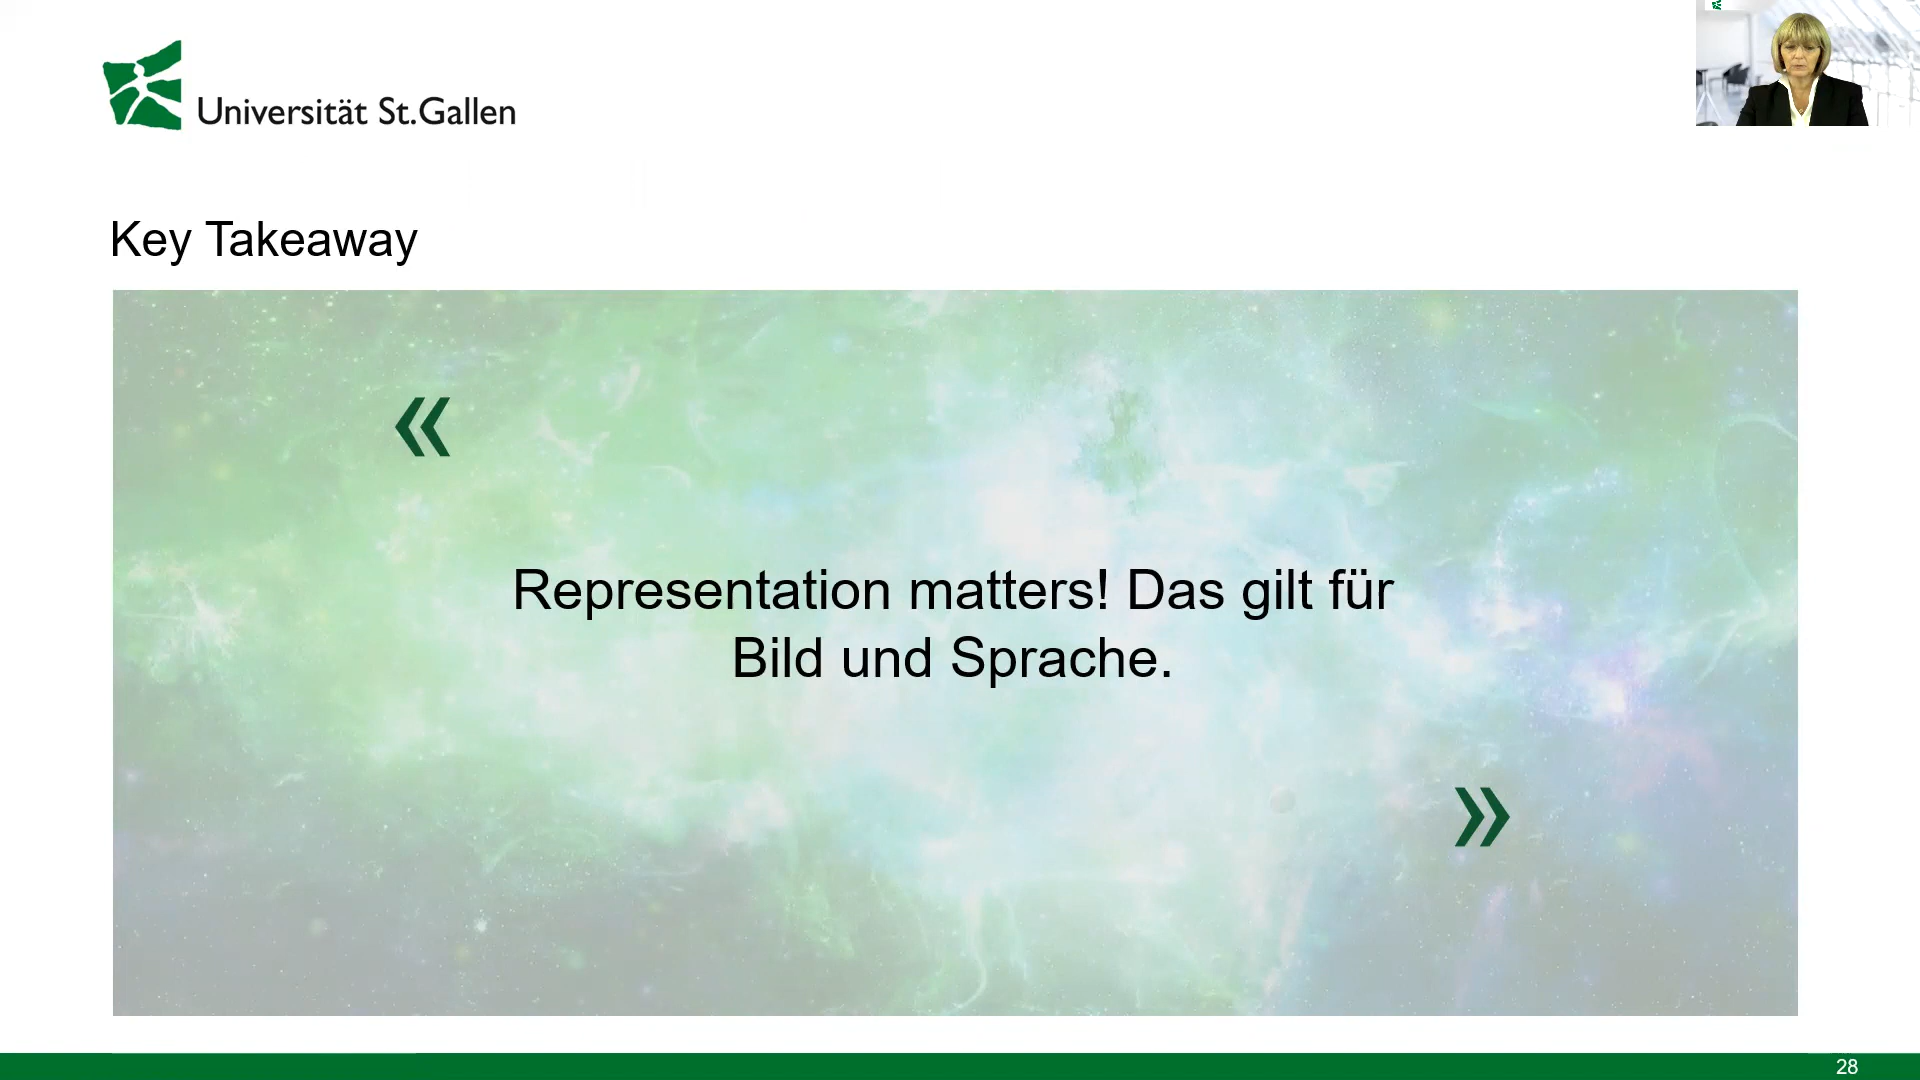 Universität St.Gallen
Key Takeaway
«
Representation matters! Das gilt für
Bild und Sprache.
»
28